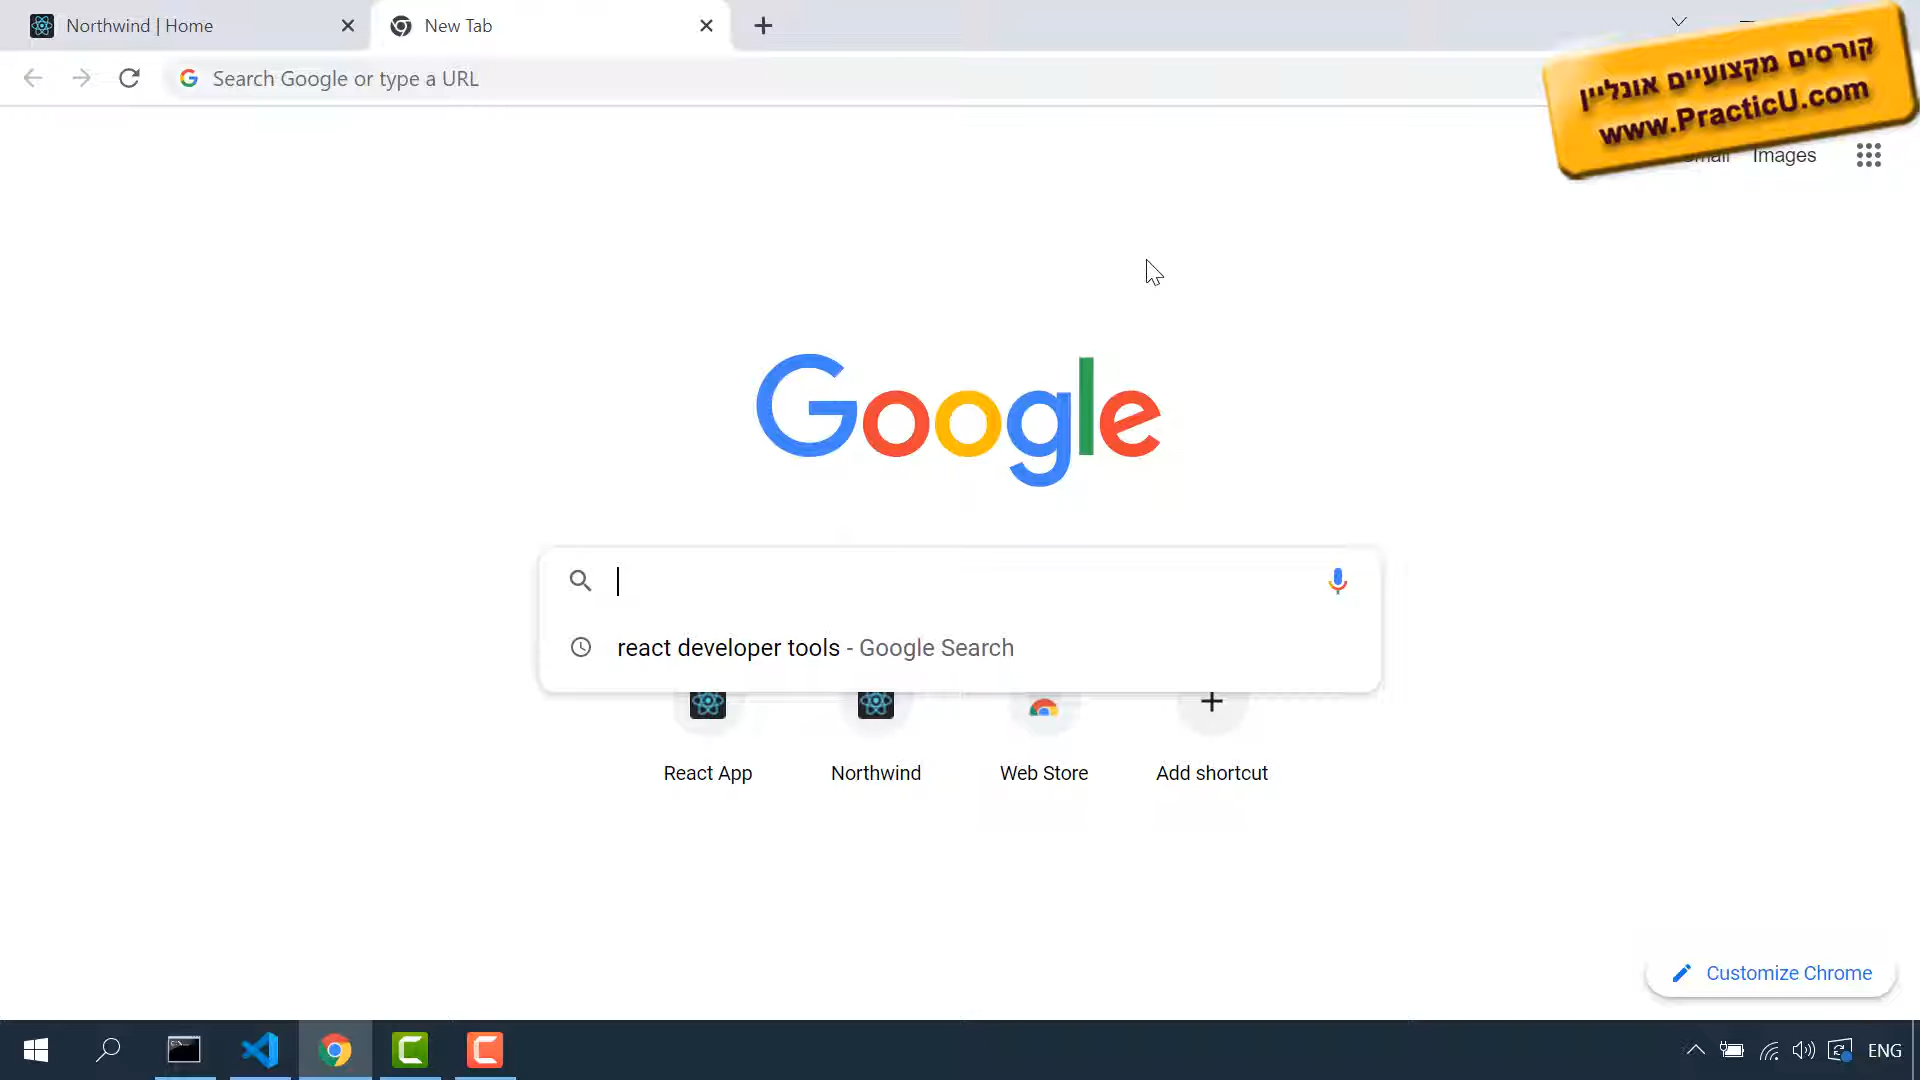 Northwind | Home
New Tab
Search Google or type a URL
קורסים מקצועיים אונליין
www.PracticU.com
Images
Google
react developer tools - Google Search
React App
Northwind
Web Store
Add shortcut
Customize Chrome
ENG